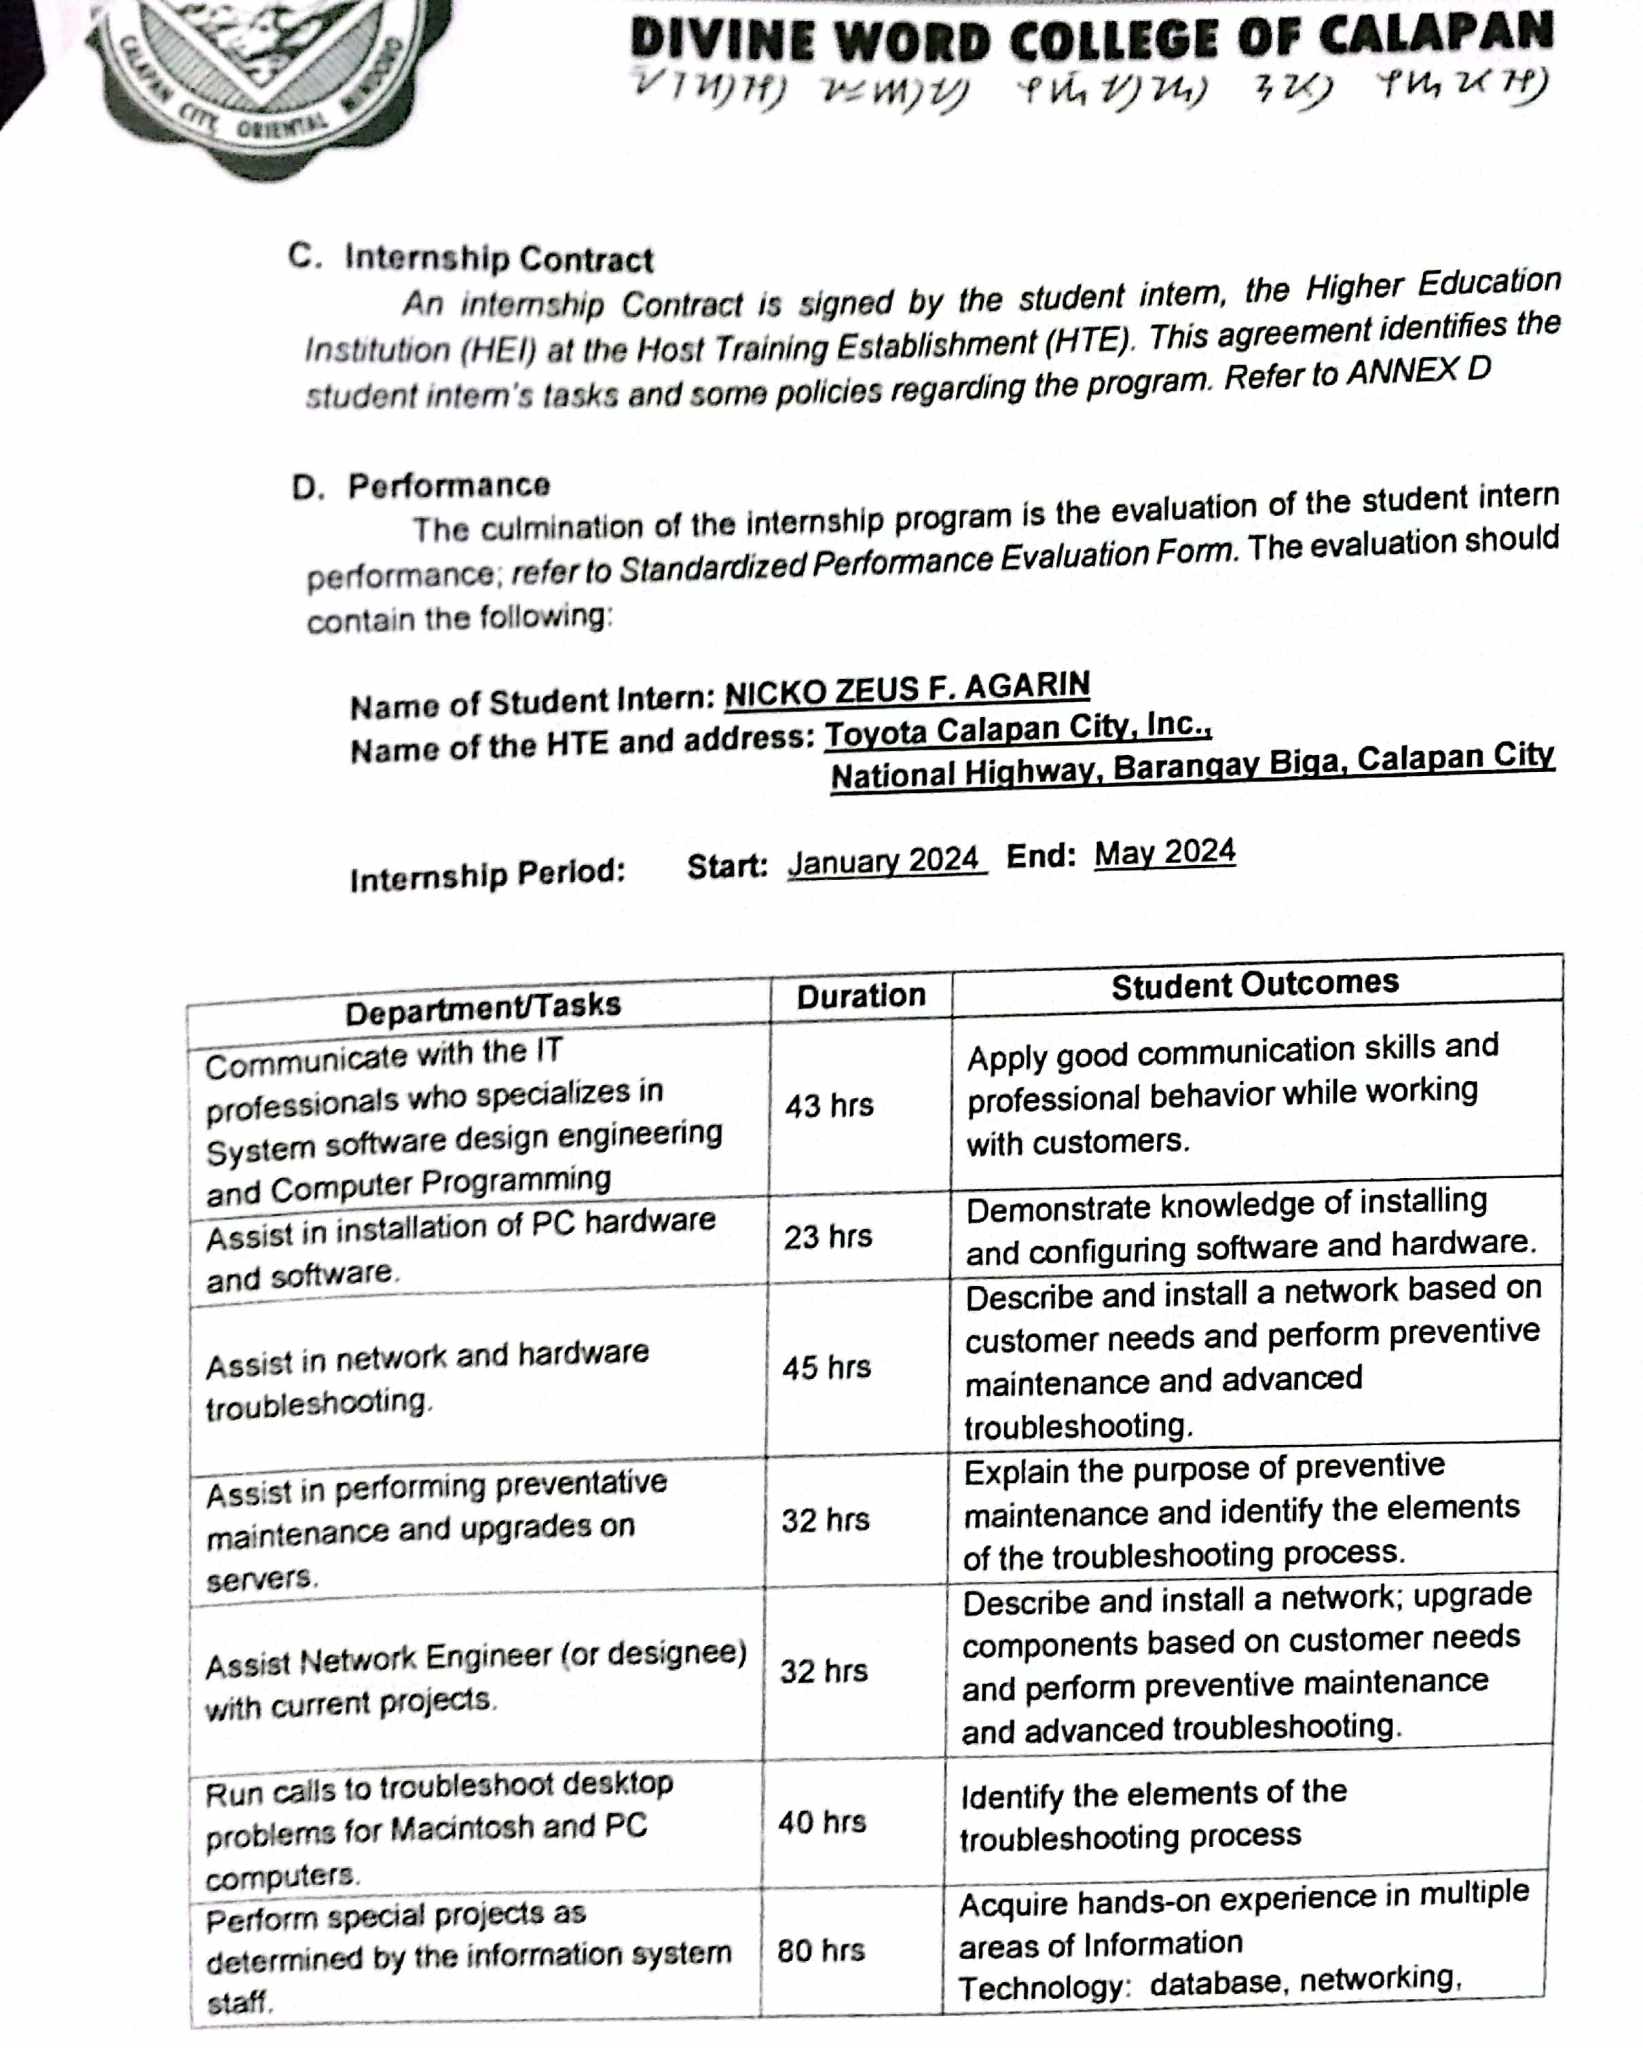 CALAPAN CITY, ORIENTAL MINDORO
DIVINE WORD COLLEGE OF CALAPAN
C. Internship Contract
An internship Contract is signed by the student intern, the Higher Education
Institution (HEI) at the Host Training Establishment (HTE). This agreement identifies the
student intern's tasks and some policies regarding the program. Refer to ANNEX D
D. Performance
The culmination of the internship program is the evaluation of the student intern
performance; refer to Standardized Performance Evaluation Form. The evaluation should
contain the following:
Name of Student Intern: NICKO ZEUS F. AGARIN
Name of the HTE and address: Toyota Calapan City, Inc.,
National Highway, Barangay Biga, Calapan City
Internship Period: Start: January 2024 End: May 2024
Department/Tasks Duration Student Outcomes
Communicate with the IT
professionals who specializes in
System software design engineering
and Computer Programming
43 hrs
Apply good communication skills and
professional behavior while working
with customers.
Assist in installation of PC hardware
and software.
23 hrs
Demonstrate knowledge of installing
and configuring software and hardware.
Assist in network and hardware
troubleshooting.
45 hrs
Describe and install a network based on
customer needs and perform preventive
maintenance and advanced
troubleshooting.
Assist in performing preventative
maintenance and upgrades on
servers.
32 hrs
Explain the purpose of preventive
maintenance and identify the elements
of the troubleshooting process.
Assist Network Engineer (or designee)
with current projects.
32 hrs
Describe and install a network; upgrade
components based on customer needs
and perform preventive maintenance
and advanced troubleshooting.
Run calls to troubleshoot desktop
problems for Macintosh and PC
computers.
40 hrs
Identify the elements of the
troubleshooting process
Perform special projects as
determined by the information system
staff.
80 hrs
Acquire hands-on experience in multiple
areas of Information
Technology: database, networking,